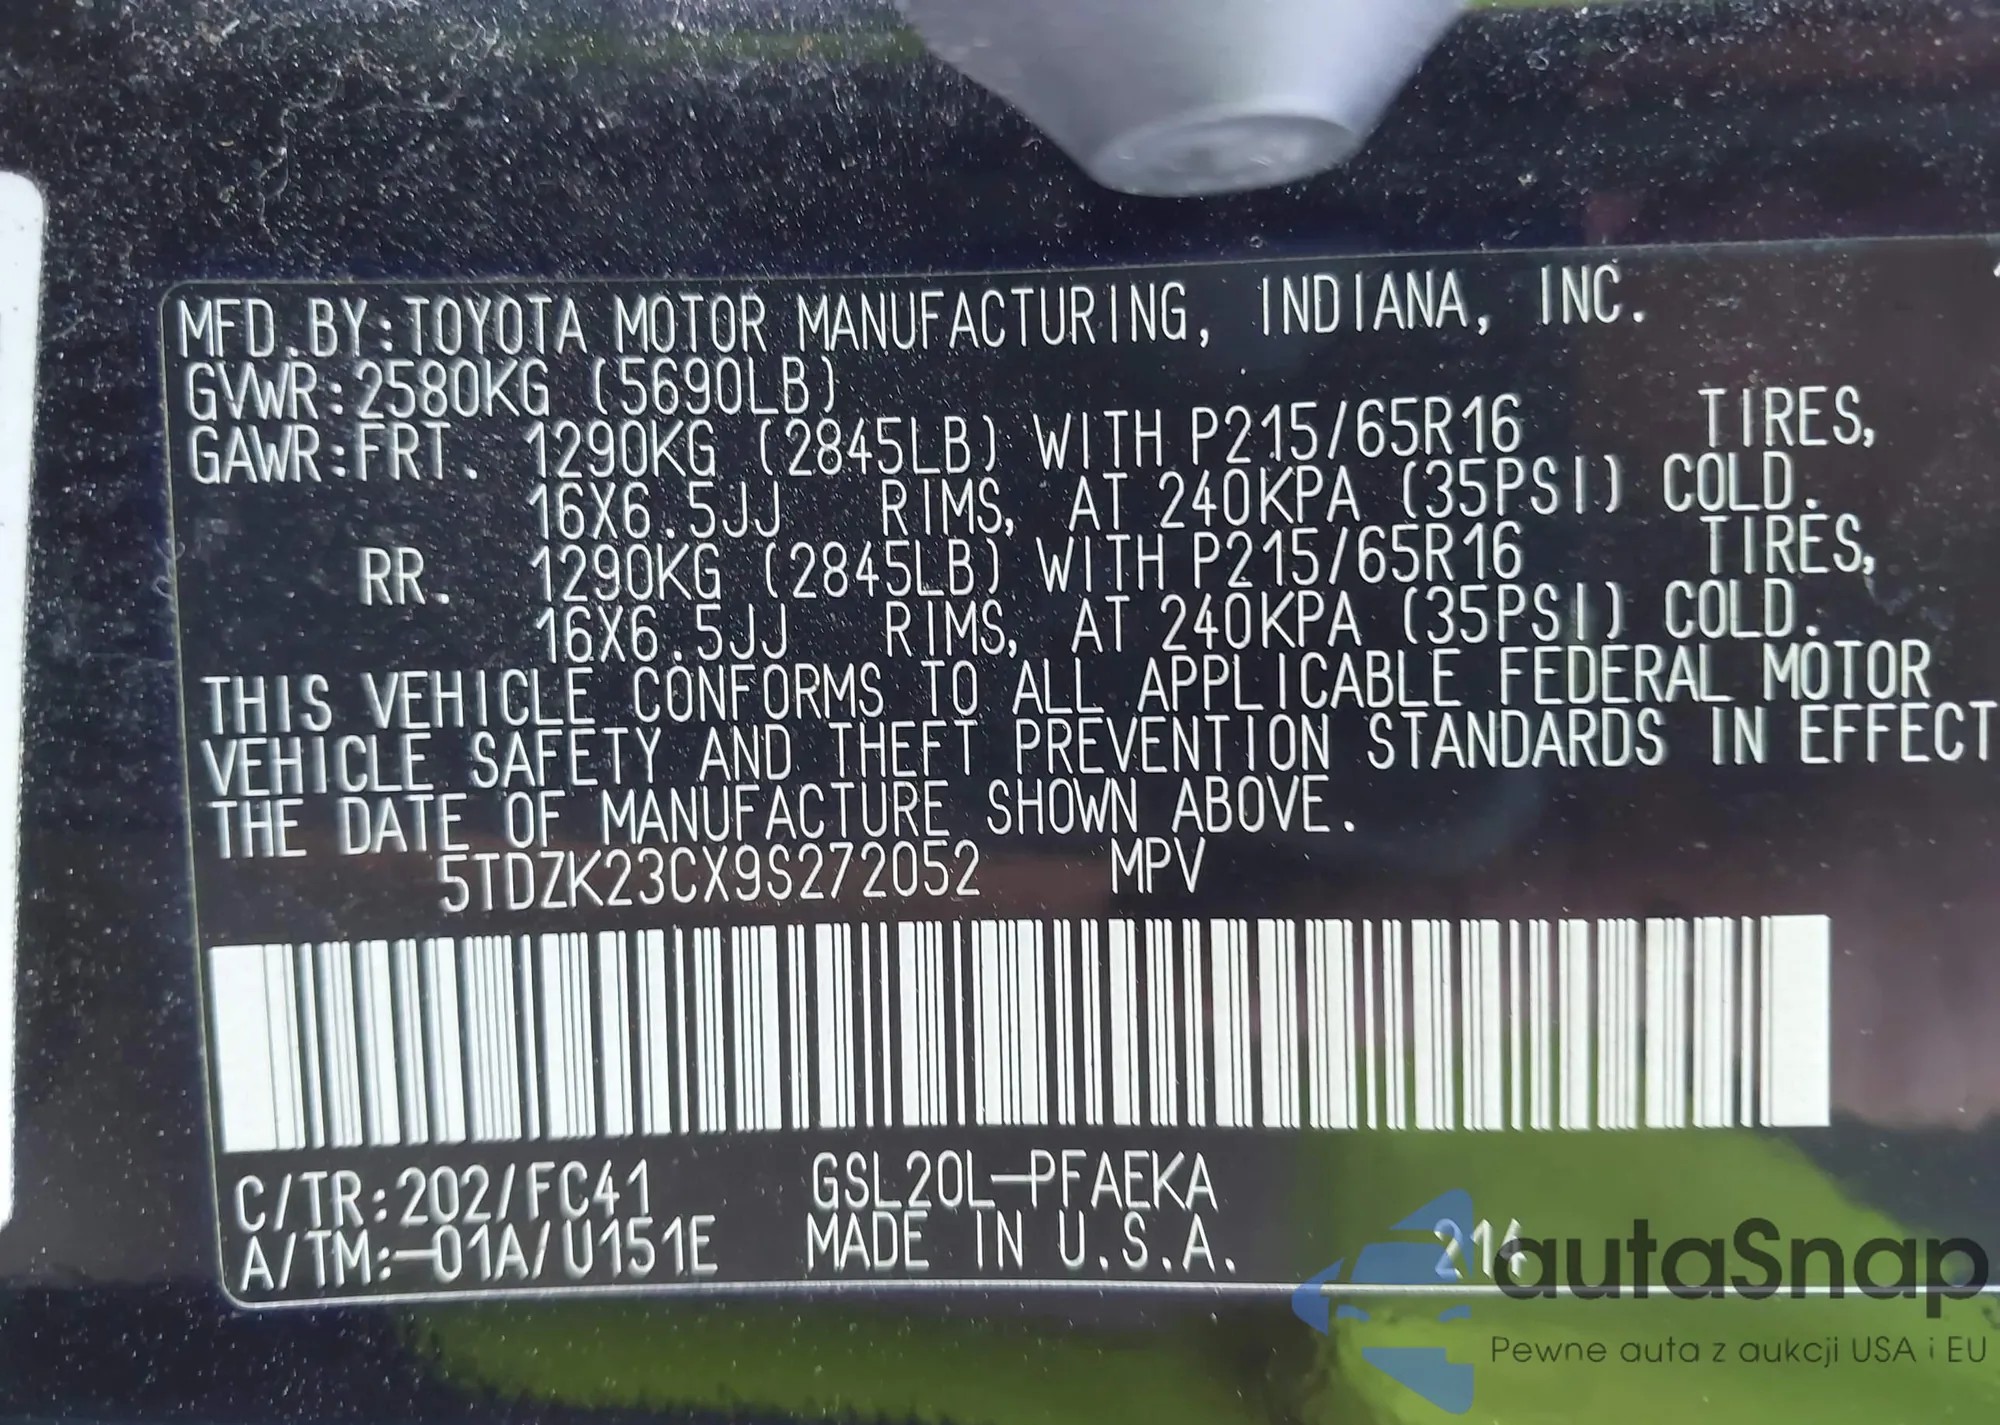 MFD.BY:TOYOTA MOTOR MANUFACTURING, INDIANA, INC.
GVWR:2580KG (5690LB)
GAWR:FRT. 1290KG (2845LB) WITH P215/65R16 TIRES,
16X6.5JJ RIMS, AT 240KPA (35PSI) COLD.
RR. 1290KG (2845LB) WITH P215/65R16 TIRES,
16X6.5JJ RIMS, AT 240KPA (35PSI) COLD.
THIS VEHICLE CONFORMS TO ALL APPLICABLE FEDERAL MOTOR
VEHICLE SAFETY AND THEFT PREVENTION STANDARDS IN EFFECT
THE DATE OF MANUFACTURE SHOWN ABOVE.
5TDZK23CX9S272052 MPV
C/TR:202/FC41 GSL20L-PFAEKA
A/TM:-01A/U151E MADE IN U.S.A. 214
autaSnap
Pewne auta z aukcji USA i EU